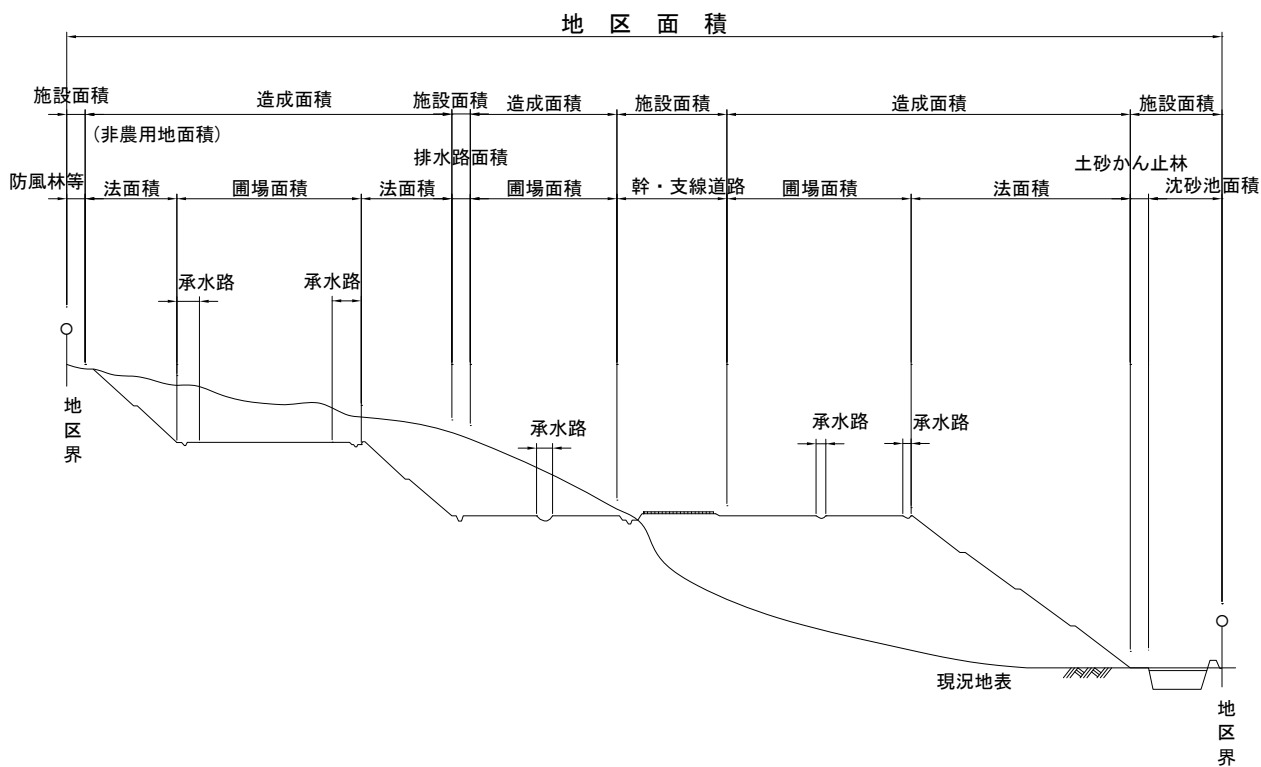 地区面積
施設面積
造成面積
施設面積
造成面積
施設面積
造成面積
施設面積
(非農用地面積)
排水路面積
土砂かん止林
防風林等
法面積
圃場面積
法面積
圃場面積
幹・支線道路
圃場面積
法面積
沈砂池面積
承水路
承水路
地区界
承水路
承水路
承水路
現況地表
地区界